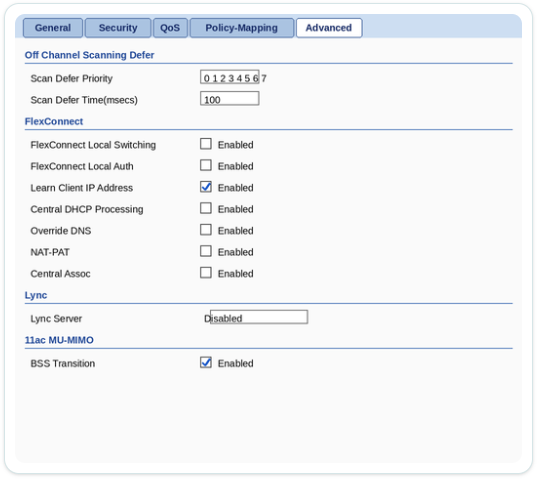 General Security QoS Policy-Mapping Advanced
Off Channel Scanning Defer
Scan Defer Priority 0 1 2 3 4 5 6 7
Scan Defer Time(msecs) 100
FlexConnect
FlexConnect Local Switching Enabled
FlexConnect Local Auth Enabled
Learn Client IP Address Enabled
Central DHCP Processing Enabled
Override DNS Enabled
NAT-PAT Enabled
Central Assoc Enabled
Lync
Lync Server Disabled
11ac MU-MIMO
BSS Transition Enabled